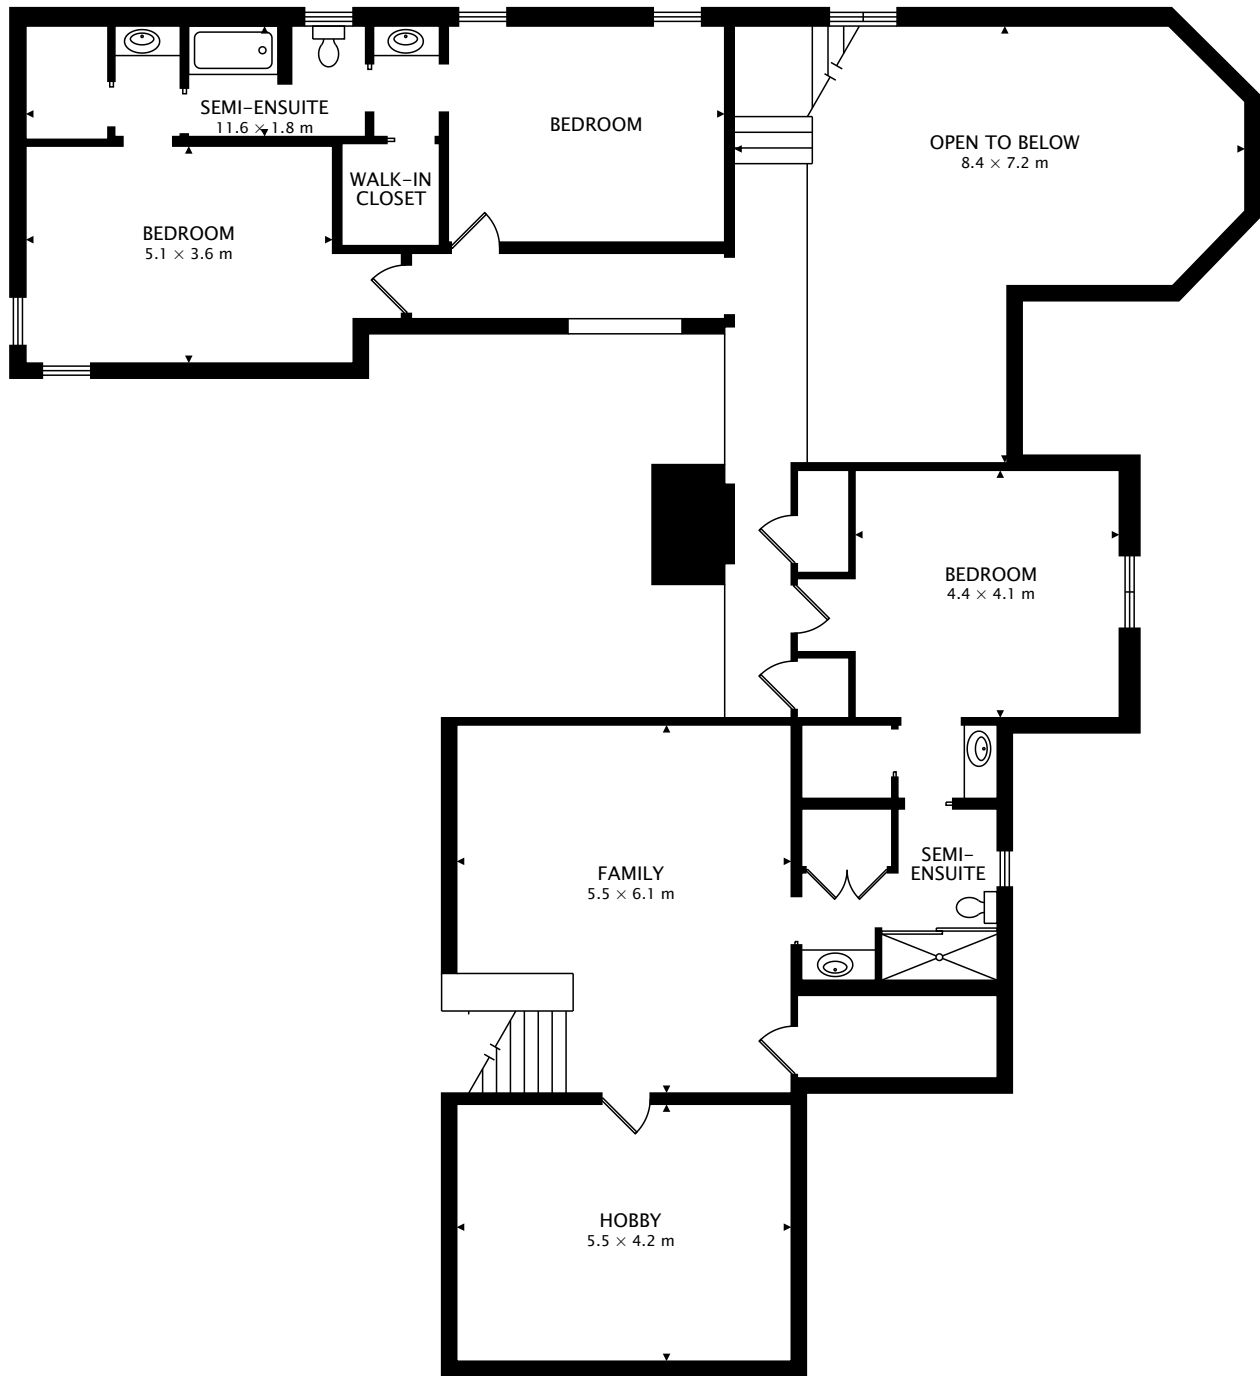 SEMI-ENSUITE
11.6 × 1.8 m
BEDROOM
OPEN TO BELOW
8.4 × 7.2 m
WALK-IN
CLOSET
BEDROOM
5.1 × 3.6 m
BEDROOM
4.4 × 4.1 m
SEMI-
ENSUITE
FAMILY
5.5 × 6.1 m
HOBBY
5.5 × 4.2 m